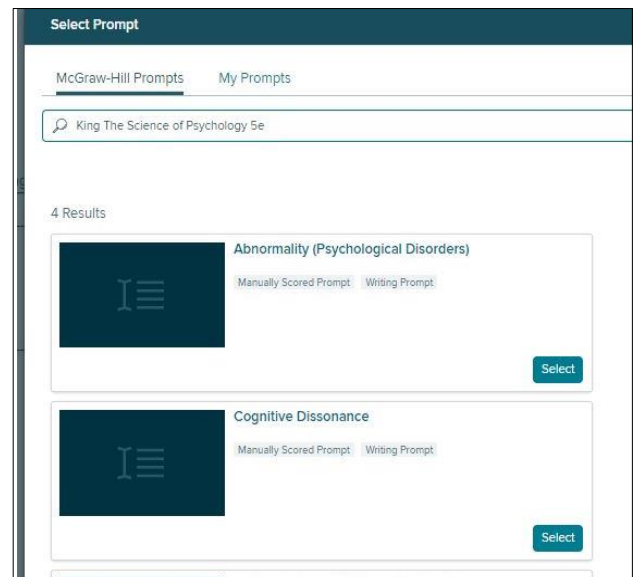 Select Prompt
McGraw-Hill Prompts My Prompts
King The Science of Psychology 5e
4 Results
Abnormality (Psychological Disorders)
Manually Scored Prompt Writing Prompt
Select
Cognitive Dissonance
Manually Scored Prompt Writing Prompt
Select